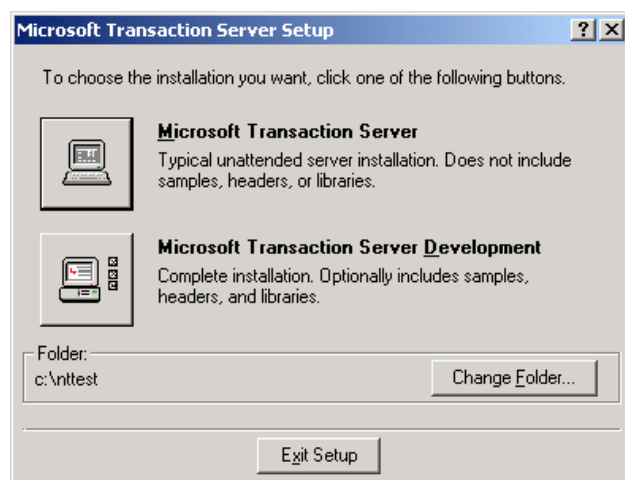 Microsoft Transaction Server Setup
To choose the installation you want, click one of the following buttons.
Microsoft Transaction Server
Typical unattended server installation. Does not include
samples, headers, or libraries.
Microsoft Transaction Server Development
Complete installation. Optionally includes samples,
headers, and libraries.
Folder:
c:\nttest
Change Folder...
Exit Setup